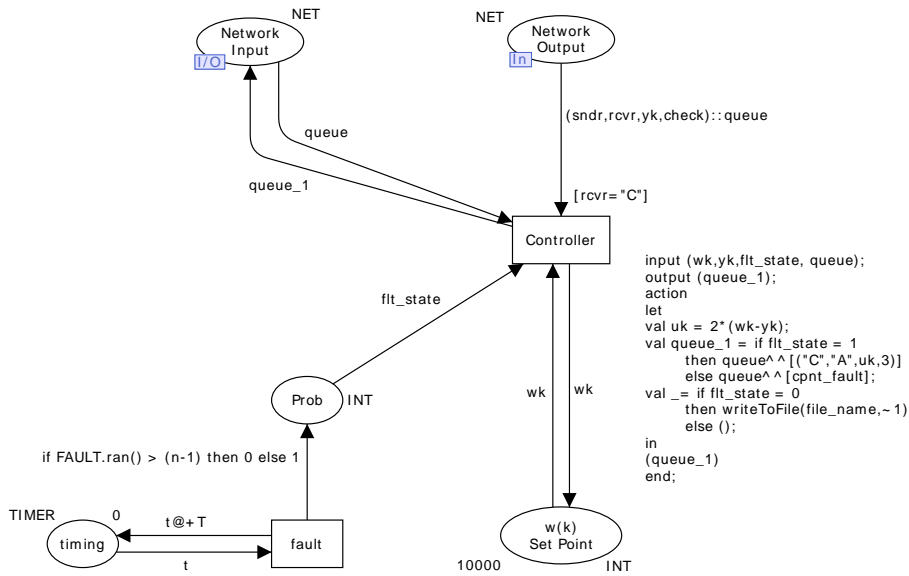 NET
Network
Input
I/O
NET
Network
Output
In
(sndr,rcvr,yk,check)::queue
queue
queue_1
[rcvr="C"]
Controller
input (wk,yk,flt_state, queue);
output (queue_1);
action
let
val uk = 2*(wk-yk);
val queue_1 = if flt_state = 1
then queue^^[("C","A",uk,3)]
else queue^^[cpnt_fault];
val _= if flt_state = 0
then writeToFile(file_name,~1)
else ();
in
(queue_1)
end;
flt_state
Prob
INT
wk
wk
if FAULT.ran() > (n-1) then 0 else 1
TIMER
0
t@+T
timing
t
fault
w(k)
Set Point
10000
INT